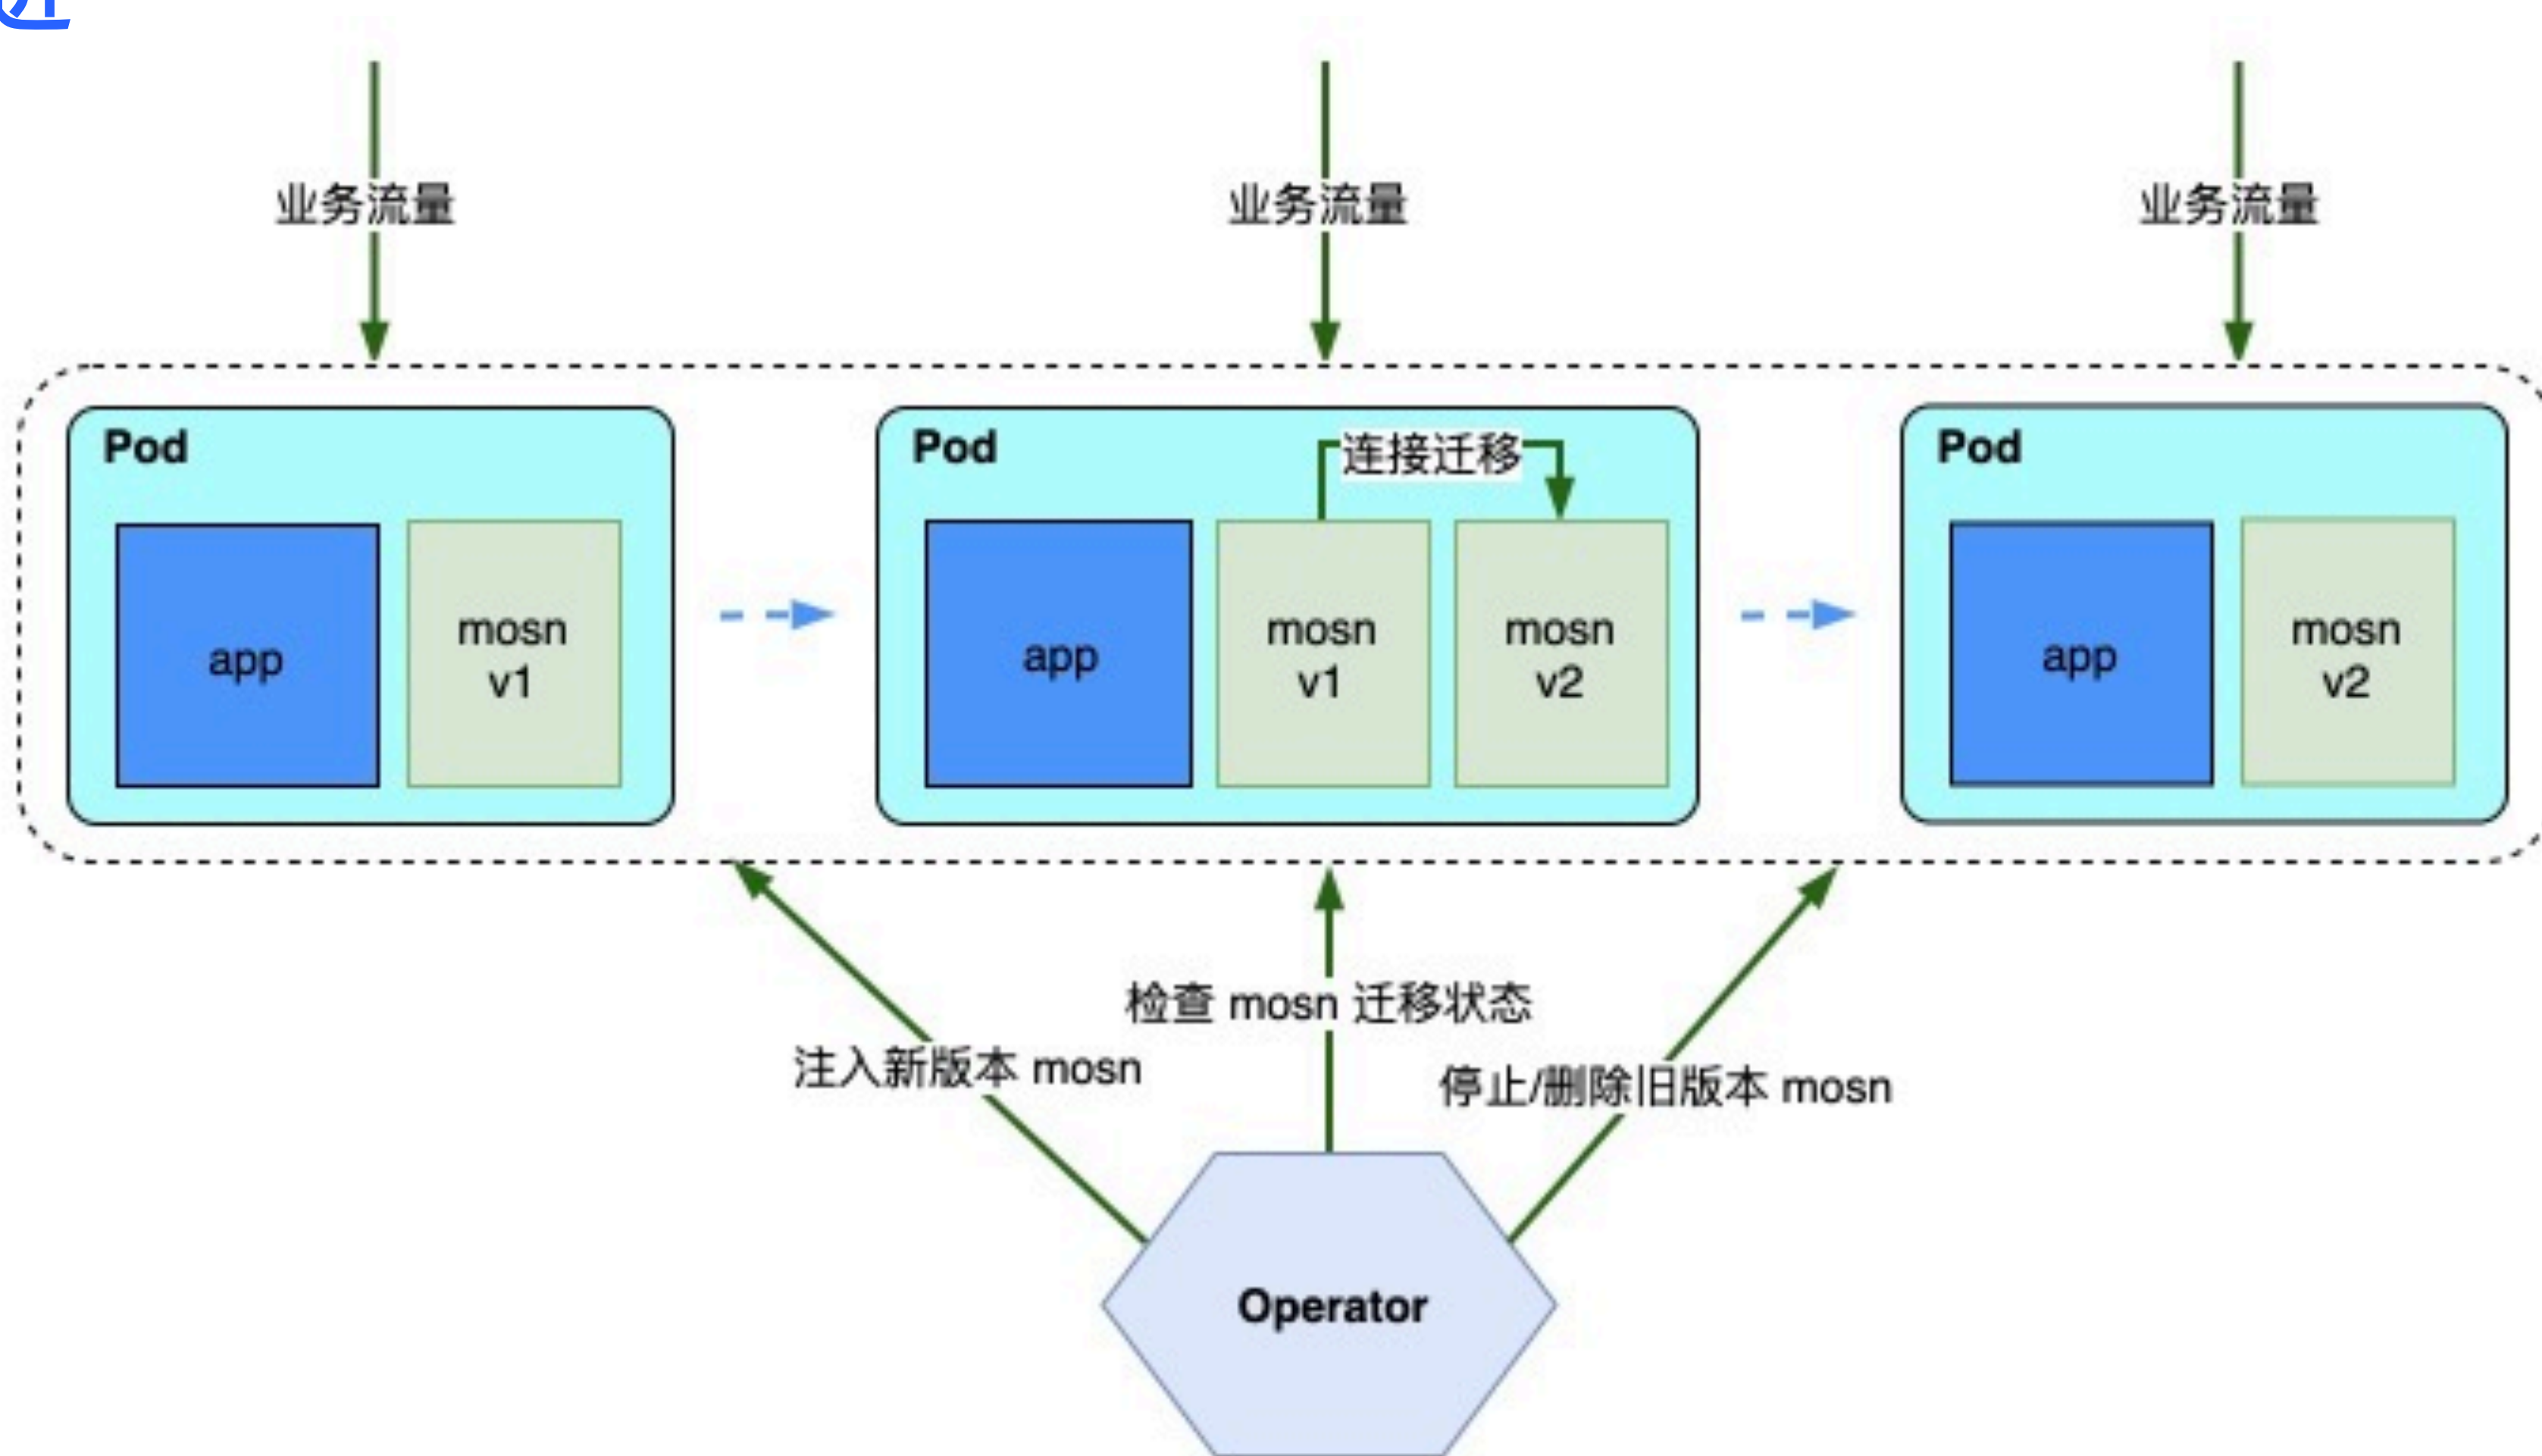 业务流量
业务流量
业务流量
Pod
Pod
连接迁移
Pod
app
mosn
v1
app
mosn
v1
mosn
v2
app
mosn
v2
检查 mosn 迁移状态
注入新版本 mosn
停止/删除旧版本 mosn
Operator